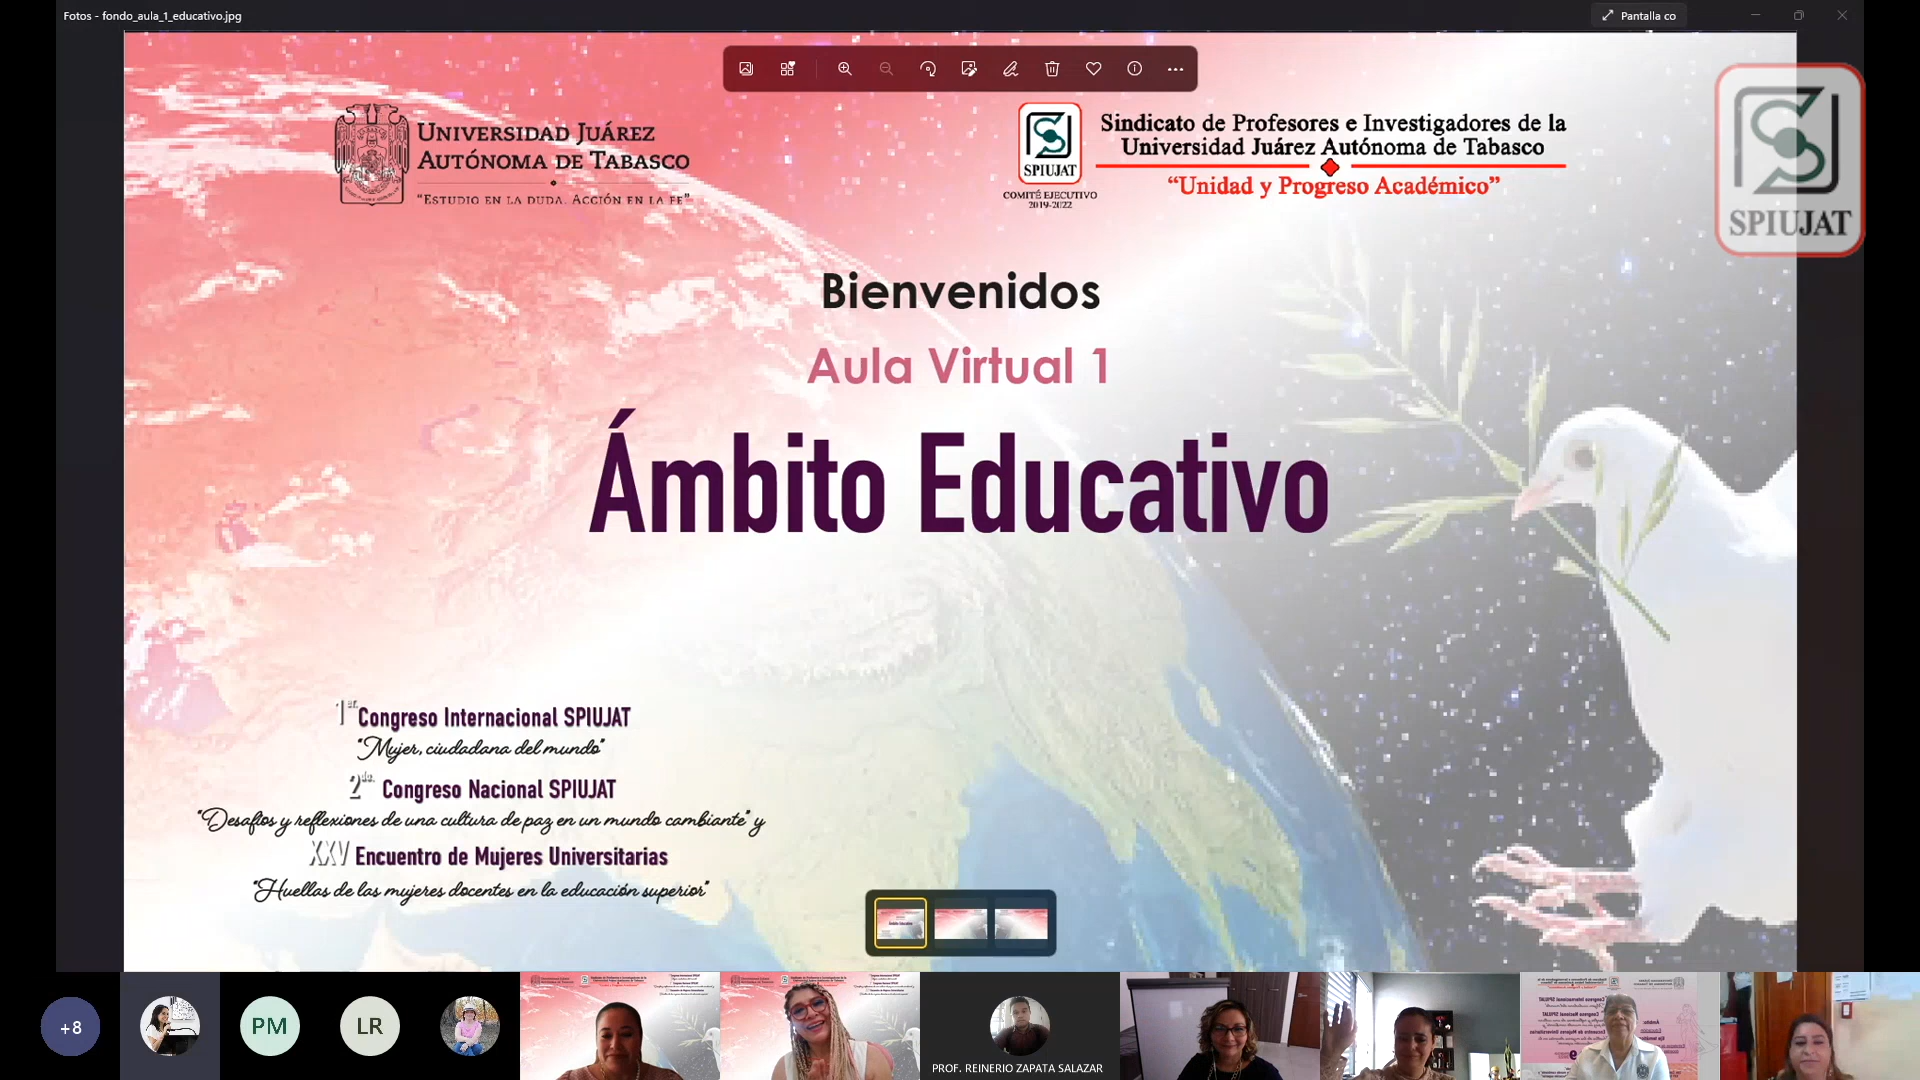 Fotos - fondo_aula_1_educativo.jpg
Pantalla co
UNIVERSIDAD JUÁREZ
AUTÓNOMA DE TABASCO
"ESTUDIO EN LA DUDA. ACCIÓN EN LA FE"
SPIUJAT
COMITÉ EJECUTIVO
2019-2022
Sindicato de Profesores e Investigadores de la
Universidad Juárez Autónoma de Tabasco
"Unidad y Progreso Académico"
SPIUJAT
Bienvenidos
Aula Virtual 1
Ámbito Educativo
1er. Congreso Internacional SPIUJAT
"Mujer, ciudadana del mundo"
2do. Congreso Nacional SPIUJAT
"Desafíos y reflexiones de una cultura de paz en un mundo cambiante" y
XXV Encuentro de Mujeres Universitarias
"Huellas de las mujeres docentes en la educación superior"
+8
PM
LR
PROF. REINERIO ZAPATA SALAZAR